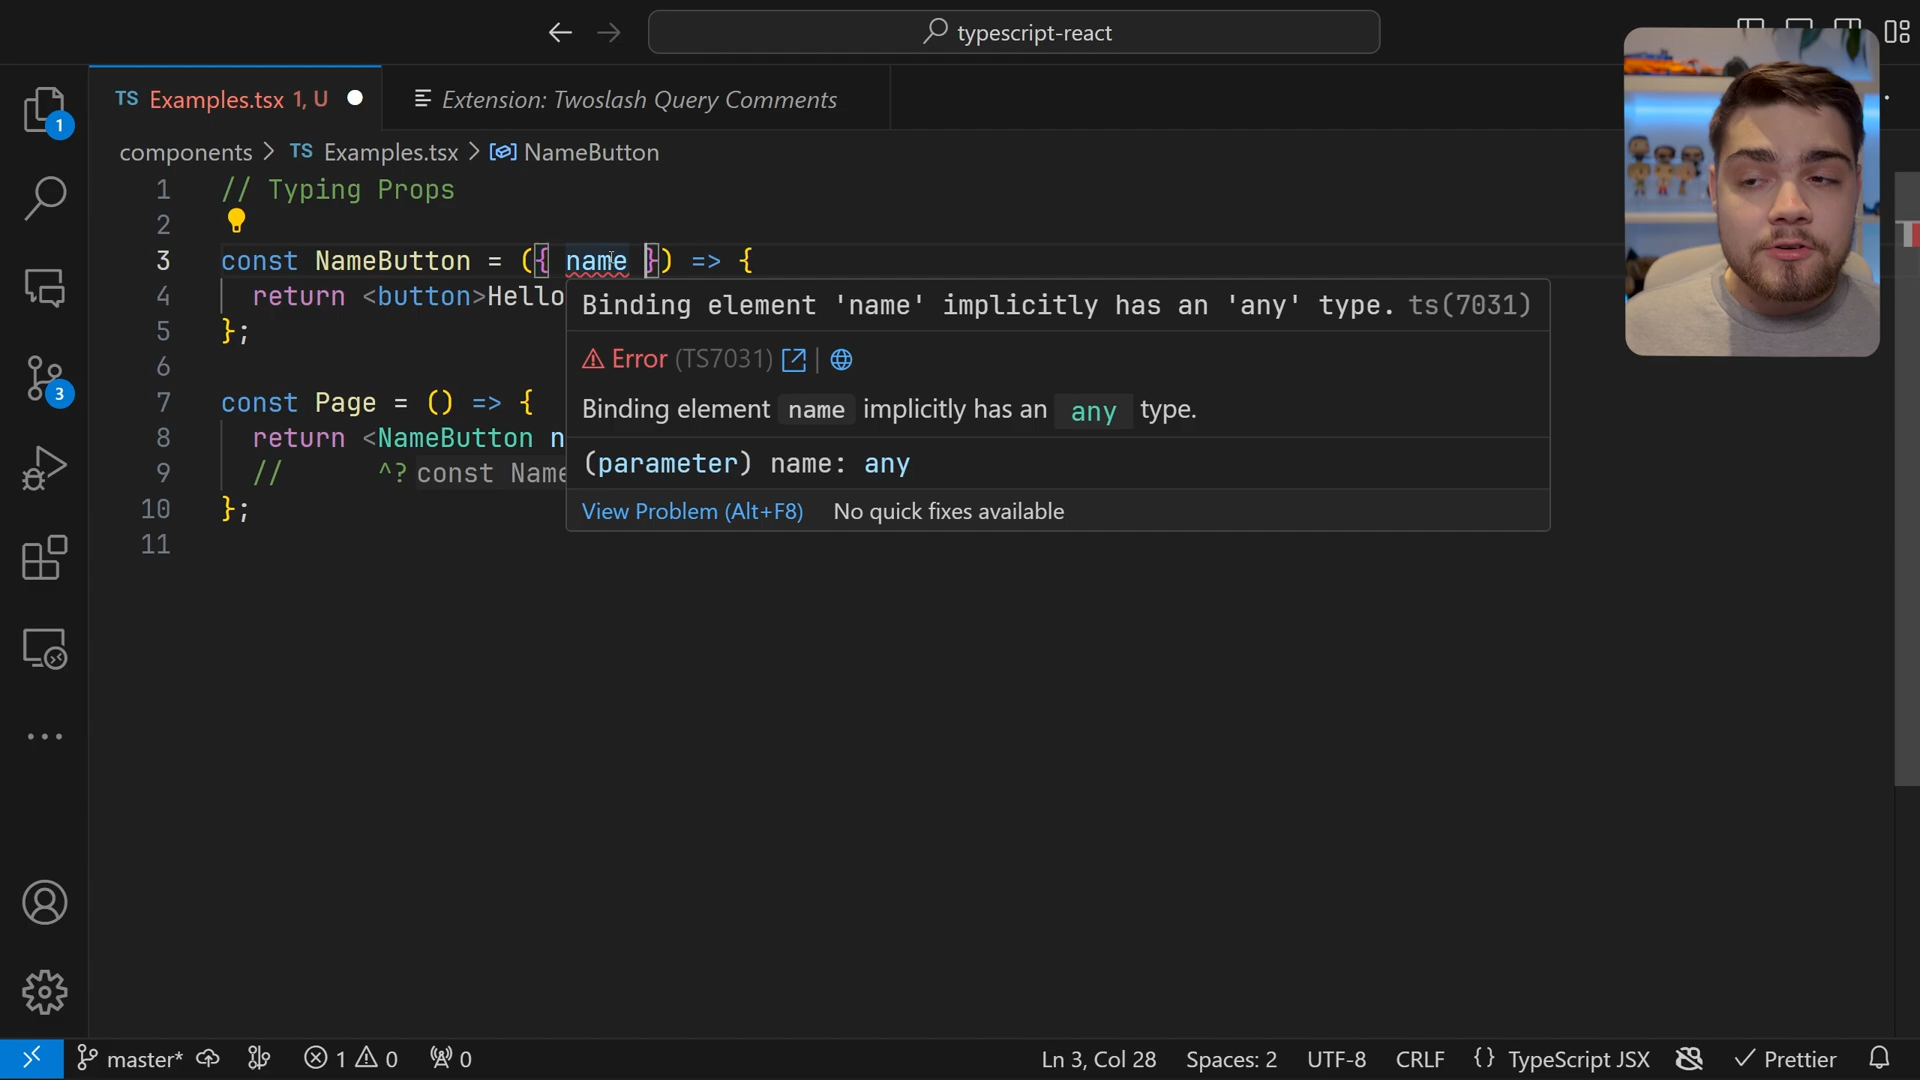 typescript-react
TS Examples.tsx 1, U
Extension: Twoslash Query Comments
components > TS Examples.tsx > NameButton
1 // Typing Props
2
3 const NameButton = ({ name }) => {
4 return <button>Hello
5 };
6
7 const Page = () => {
8 return <NameButton n
9 // ^? const Name
10 };
11
Binding element 'name' implicitly has an 'any' type. ts(7031)
Error (TS7031) |
Binding element name implicitly has an any type.
(parameter) name: any
View Problem (Alt+F8) No quick fixes available
1
3
master* 1 0 0 Ln 3, Col 28 Spaces: 2 UTF-8 CRLF {} TypeScript JSX Prettier